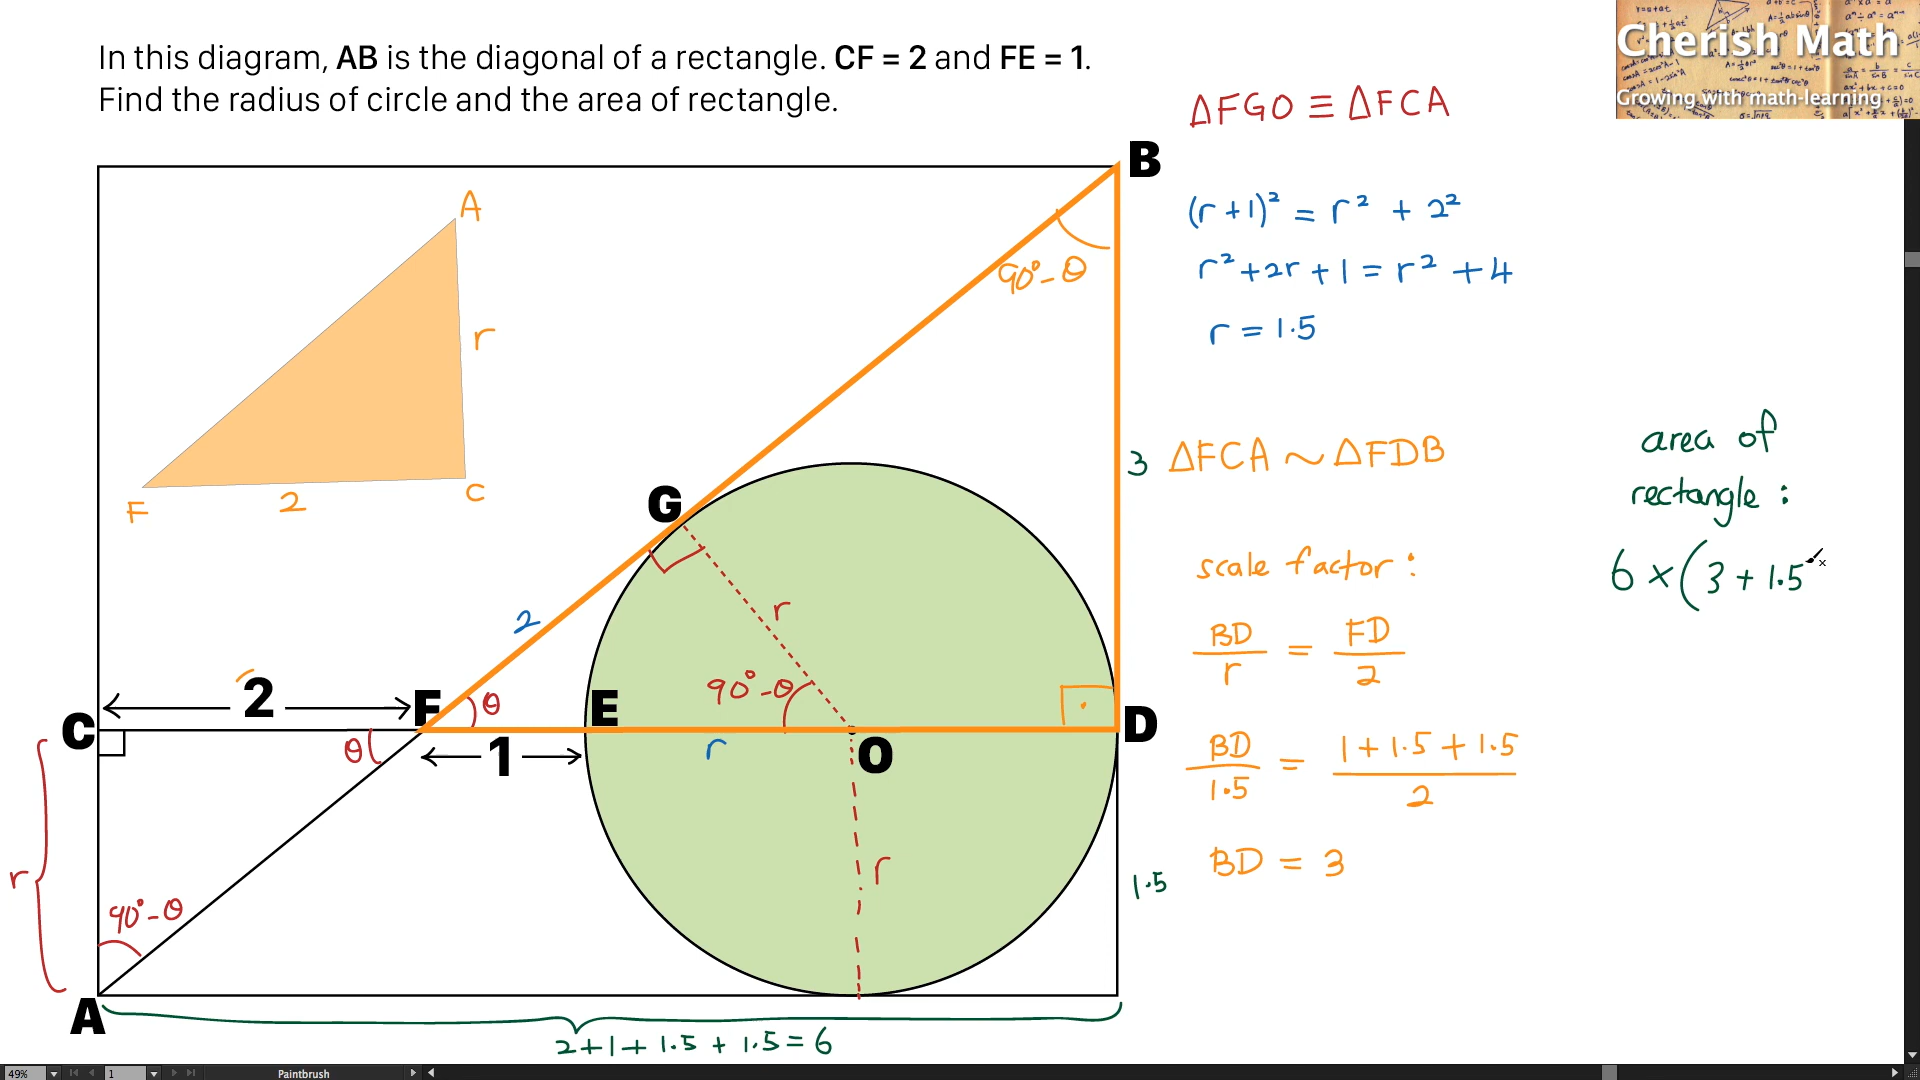 In this diagram, AB is the diagonal of a rectangle. CF = 2 and FE = 1.
Find the radius of circle and the area of rectangle.
Cherish Math
Growing with math-learning
ΔFGO ≡ ΔFCA
(r+1)² = r² + 2²
r² + 2r + 1 = r² + 4
r = 1.5
ΔFCA ~ ΔFDB
scale factor :
BD/r = FD/2
BD/1.5 = (1 + 1.5 + 1.5)/2
BD = 3
area of
rectangle :
6 × (3 + 1.5
B
A
r
F
2
C
90° - θ
3
G
r
2
90° - θ
2
F
θ
E
C
D
θ
1
r
O
r
r
90° - θ
1.5
A
2 + 1 + 1.5 + 1.5 = 6
49%
1
Paintbrush